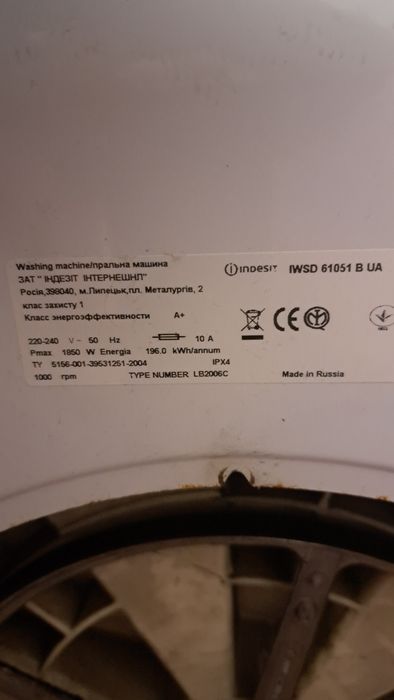 Washing machine/пральна машина
INDESIT IWSD 61051 B UA
ЗАТ " ІНДЕЗІТ ІНТЕРНЕШНЛ"
Росія,398040, м.Липецьк,пл. Металургів, 2
клас захисту 1
Класс энергоэффективности A+
CE
220-240 V ~ 50 Hz 10 A
Pmax 1850 W Energia 196.0 kWh/annum
TY 5156-001-39531251-2004 IPX4
1000 rpm TYPE NUMBER LB2006C Made in Russia